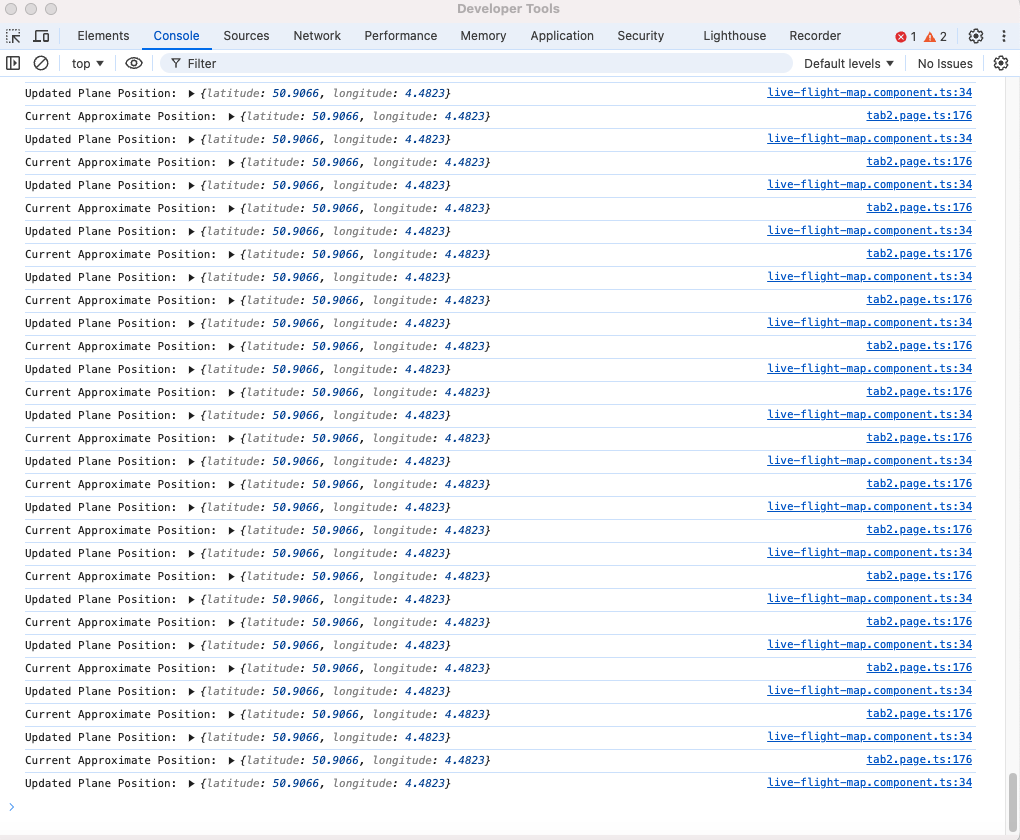 Developer Tools
Elements Console Sources Network Performance Memory Application Security Lighthouse Recorder 1 2
top Filter Default levels No Issues
Updated Plane Position: {latitude: 50.9066, longitude: 4.4823} live-flight-map.component.ts:34
Current Approximate Position: {latitude: 50.9066, longitude: 4.4823} tab2.page.ts:176
Updated Plane Position: {latitude: 50.9066, longitude: 4.4823} live-flight-map.component.ts:34
Current Approximate Position: {latitude: 50.9066, longitude: 4.4823} tab2.page.ts:176
Updated Plane Position: {latitude: 50.9066, longitude: 4.4823} live-flight-map.component.ts:34
Current Approximate Position: {latitude: 50.9066, longitude: 4.4823} tab2.page.ts:176
Updated Plane Position: {latitude: 50.9066, longitude: 4.4823} live-flight-map.component.ts:34
Current Approximate Position: {latitude: 50.9066, longitude: 4.4823} tab2.page.ts:176
Updated Plane Position: {latitude: 50.9066, longitude: 4.4823} live-flight-map.component.ts:34
Current Approximate Position: {latitude: 50.9066, longitude: 4.4823} tab2.page.ts:176
Updated Plane Position: {latitude: 50.9066, longitude: 4.4823} live-flight-map.component.ts:34
Current Approximate Position: {latitude: 50.9066, longitude: 4.4823} tab2.page.ts:176
Updated Plane Position: {latitude: 50.9066, longitude: 4.4823} live-flight-map.component.ts:34
Current Approximate Position: {latitude: 50.9066, longitude: 4.4823} tab2.page.ts:176
Updated Plane Position: {latitude: 50.9066, longitude: 4.4823} live-flight-map.component.ts:34
Current Approximate Position: {latitude: 50.9066, longitude: 4.4823} tab2.page.ts:176
Updated Plane Position: {latitude: 50.9066, longitude: 4.4823} live-flight-map.component.ts:34
Current Approximate Position: {latitude: 50.9066, longitude: 4.4823} tab2.page.ts:176
Updated Plane Position: {latitude: 50.9066, longitude: 4.4823} live-flight-map.component.ts:34
Current Approximate Position: {latitude: 50.9066, longitude: 4.4823} tab2.page.ts:176
Updated Plane Position: {latitude: 50.9066, longitude: 4.4823} live-flight-map.component.ts:34
Current Approximate Position: {latitude: 50.9066, longitude: 4.4823} tab2.page.ts:176
Updated Plane Position: {latitude: 50.9066, longitude: 4.4823} live-flight-map.component.ts:34
Current Approximate Position: {latitude: 50.9066, longitude: 4.4823} tab2.page.ts:176
Updated Plane Position: {latitude: 50.9066, longitude: 4.4823} live-flight-map.component.ts:34
Current Approximate Position: {latitude: 50.9066, longitude: 4.4823} tab2.page.ts:176
Updated Plane Position: {latitude: 50.9066, longitude: 4.4823} live-flight-map.component.ts:34
Current Approximate Position: {latitude: 50.9066, longitude: 4.4823} tab2.page.ts:176
Updated Plane Position: {latitude: 50.9066, longitude: 4.4823} live-flight-map.component.ts:34
Current Approximate Position: {latitude: 50.9066, longitude: 4.4823} tab2.page.ts:176
Updated Plane Position: {latitude: 50.9066, longitude: 4.4823} live-flight-map.component.ts:34